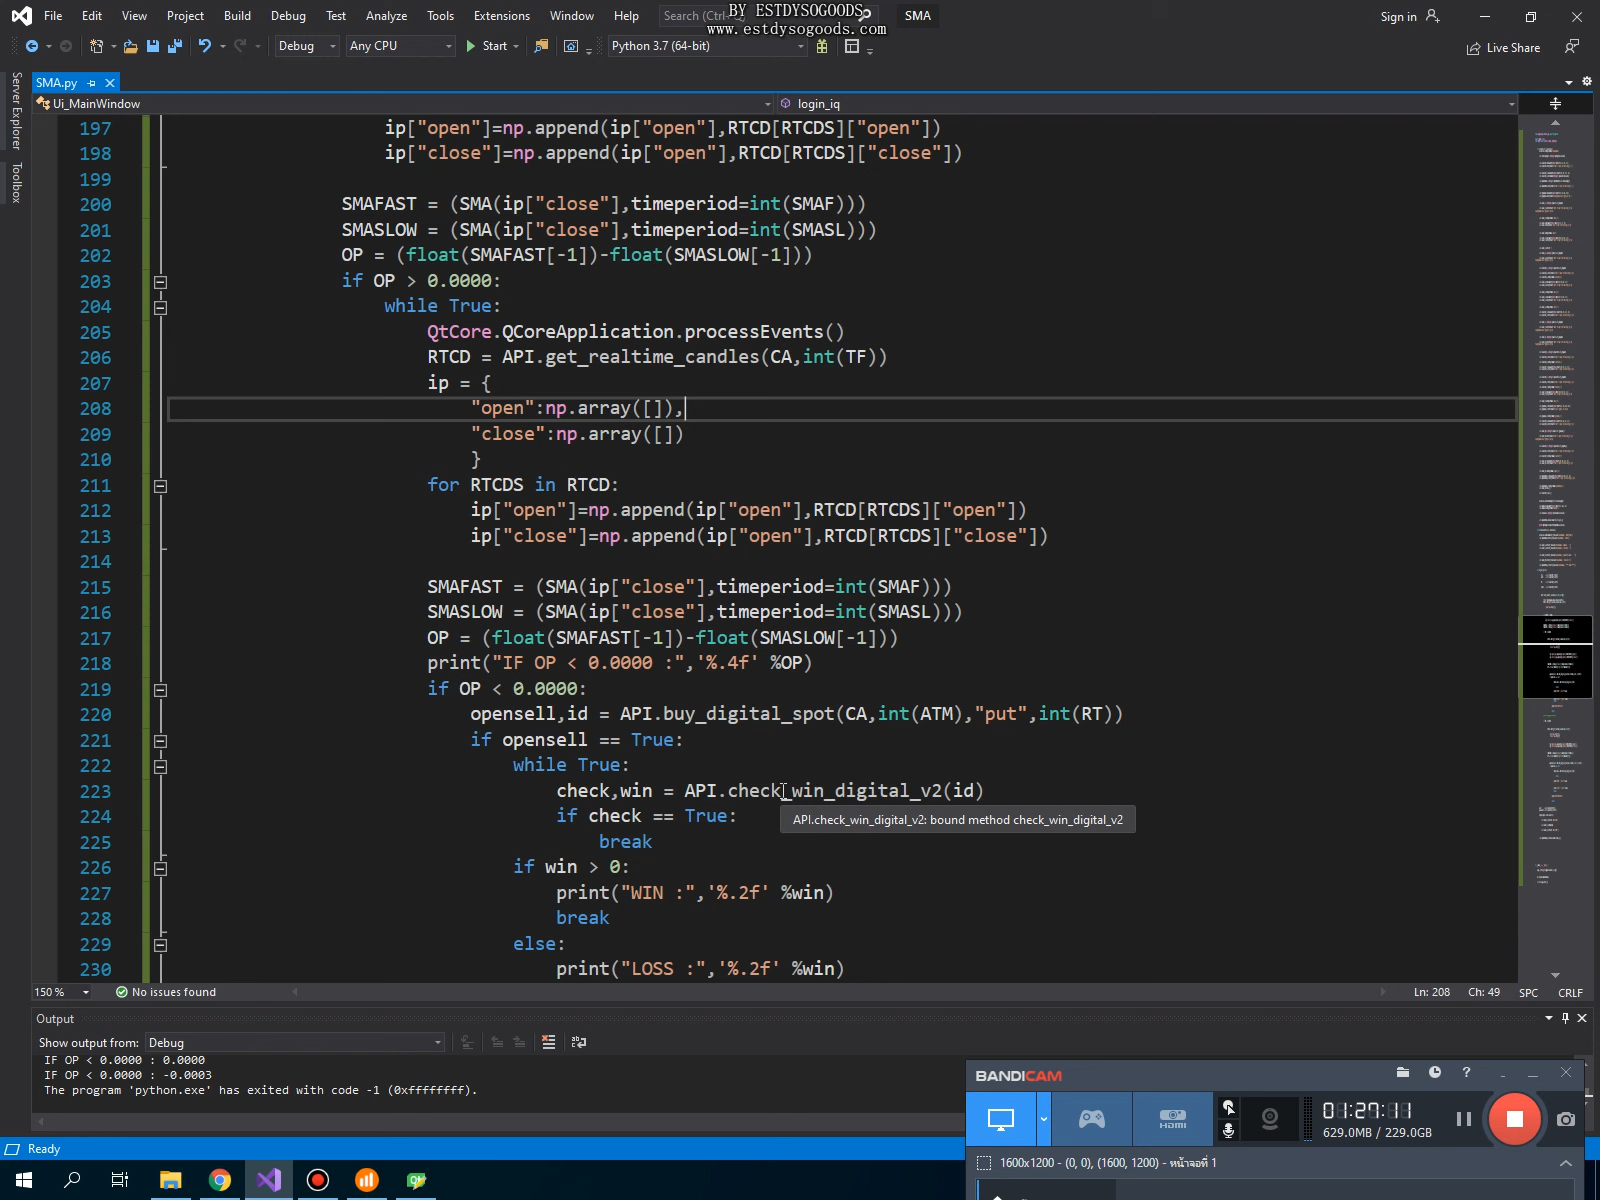 File Edit View Project Build Debug Test Analyze Tools Extensions Window Help Search (Ctrl- SMA Sign in
BY ESTDYSOGOODS
www.estdysogoods.com
Debug Any CPU Start Python 3.7 (64-bit) Live Share
SMA.py
Server Explorer
Toolbox
Ui_MainWindow login_iq
197 ip["open"]=np.append(ip["open"],RTCD[RTCDS]["open"])
198 ip["close"]=np.append(ip["open"],RTCD[RTCDS]["close"])
199
200 SMAFAST = (SMA(ip["close"],timeperiod=int(SMAF)))
201 SMASLOW = (SMA(ip["close"],timeperiod=int(SMASL)))
202 OP = (float(SMAFAST[-1])-float(SMASLOW[-1]))
203 if OP > 0.0000:
204 while True:
205 QtCore.QCoreApplication.processEvents()
206 RTCD = API.get_realtime_candles(CA,int(TF))
207 ip = {
208 "open":np.array([]),
209 "close":np.array([])
210 }
211 for RTCDS in RTCD:
212 ip["open"]=np.append(ip["open"],RTCD[RTCDS]["open"])
213 ip["close"]=np.append(ip["open"],RTCD[RTCDS]["close"])
214
215 SMAFAST = (SMA(ip["close"],timeperiod=int(SMAF)))
216 SMASLOW = (SMA(ip["close"],timeperiod=int(SMASL)))
217 OP = (float(SMAFAST[-1])-float(SMASLOW[-1]))
218 print("IF OP < 0.0000 :",'%.4f' %OP)
219 if OP < 0.0000:
220 opensell,id = API.buy_digital_spot(CA,int(ATM),"put",int(RT))
221 if opensell == True:
222 while True:
223 check,win = API.check_win_digital_v2(id)
224 if check == True:
API.check_win_digital_v2: bound method check_win_digital_v2
225 break
226 if win > 0:
227 print("WIN :",'%.2f' %win)
228 break
229 else:
230 print("LOSS :",'%.2f' %win)
150 % No issues found Ln: 208 Ch: 49 SPC CRLF
Output
Show output from: Debug
IF OP < 0.0000 : 0.0000
IF OP < 0.0000 : -0.0003
The program 'python.exe' has exited with code -1 (0xffffffff).
BANDICAM
HDMI
01:27:11
629.0MB / 229.0GB
1600x1200 - (0, 0), (1600, 1200) - หน้าจอที่ 1
Ready